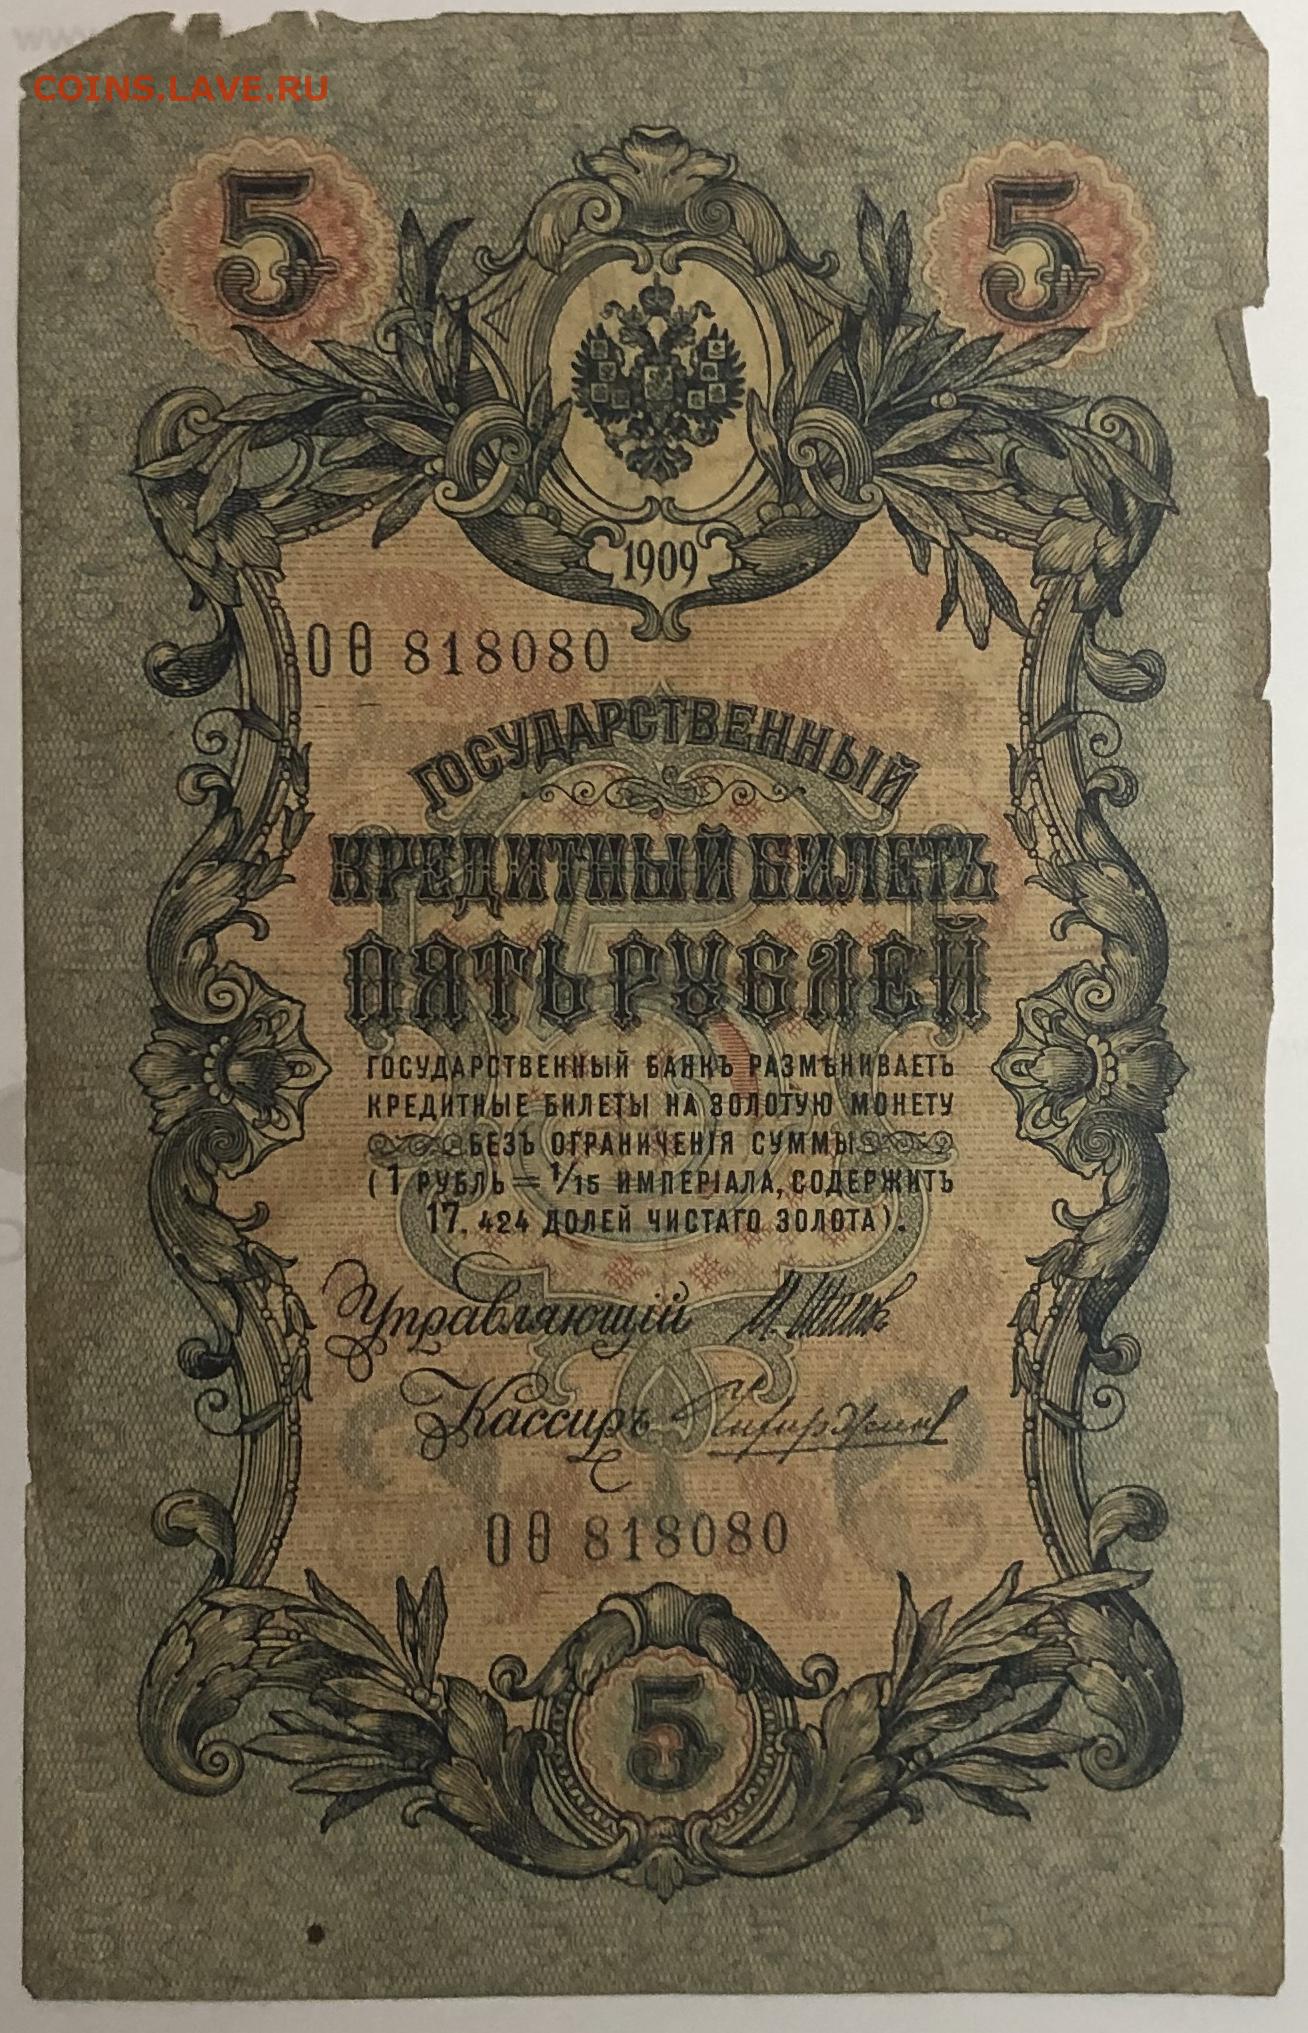 COINS.LAVE.RU
5 5
1909
ОѲ 818080
ГОСУДАРСТВЕННЫЙ
КРЕДИТНЫЙ БИЛЕТЪ
ПЯТЬ РУБЛЕЙ
ГОСУДАРСТВЕННЫЙ БАНКЪ РАЗМѢНИВАЕТЪ
КРЕДИТНЫЕ БИЛЕТЫ НА ЗОЛОТУЮ МОНЕТУ
БЕЗЪ ОГРАНИЧЕНІЯ СУММЫ
(1 РУБЛЬ = 1/15 ИМПЕРІАЛА, СОДЕРЖИТЪ
17,424 ДОЛЕЙ ЧИСТАГО ЗОЛОТА).
Управляющій
Кассиръ
ОѲ 818080
5